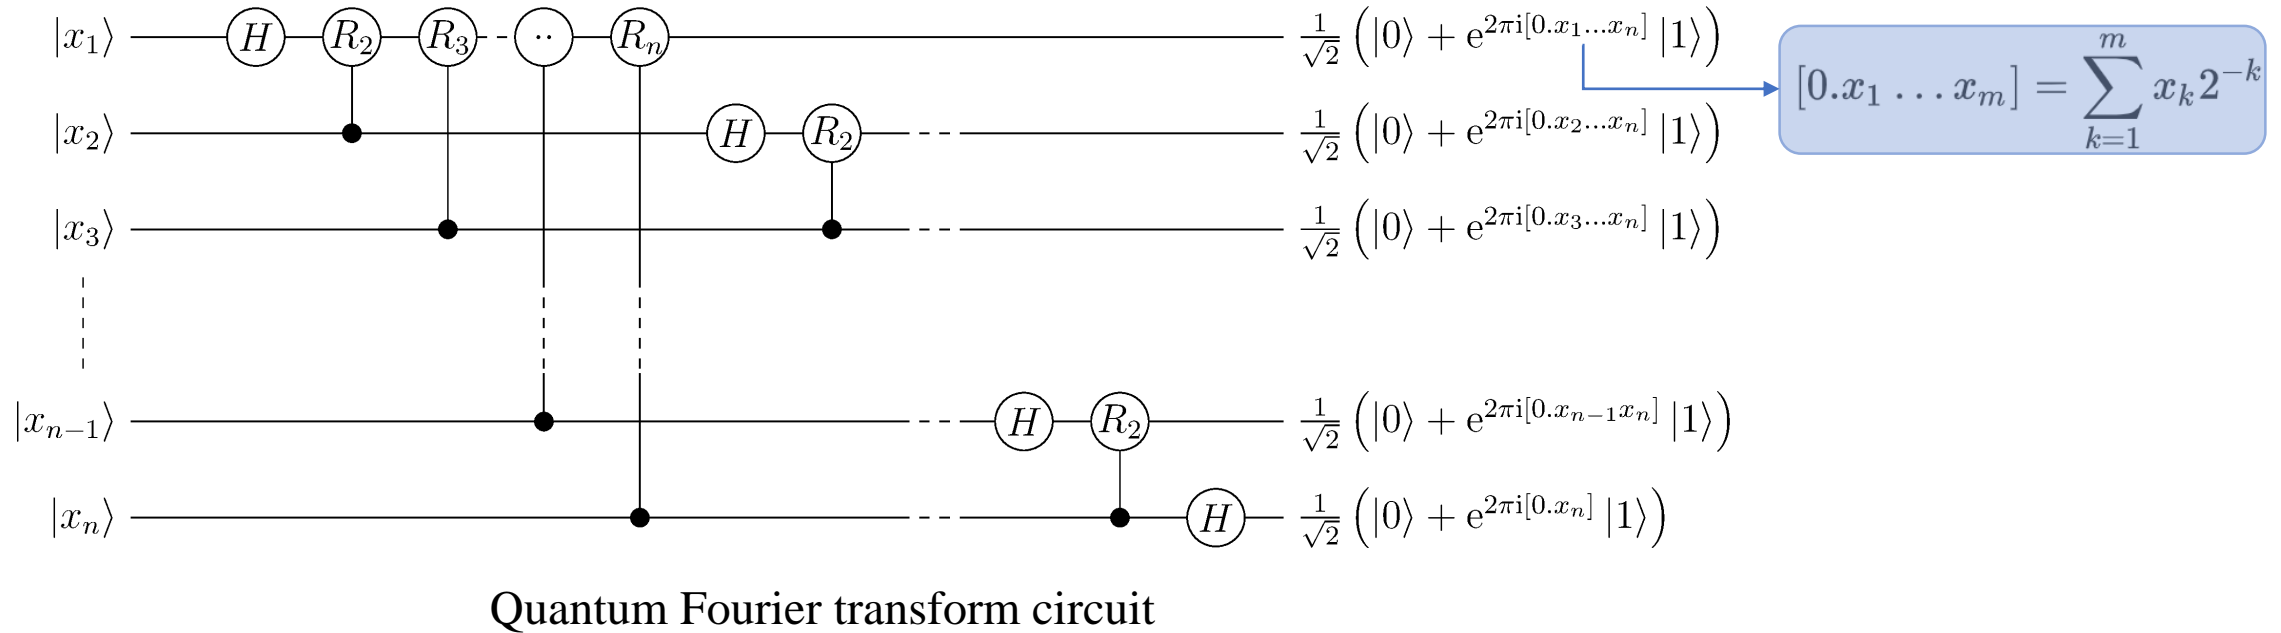 |x₁⟩ H R₂ R₃ ·· Rₙ 1/√2 (|0⟩ + e^{2πi[0.x₁…xₙ]} |1⟩) [0.x₁ … xₘ] = ∑_{k=1}^{m} xₖ2^{−k}
|x₂⟩ H R₂ 1/√2 (|0⟩ + e^{2πi[0.x₂…xₙ]} |1⟩)
|x₃⟩ 1/√2 (|0⟩ + e^{2πi[0.x₃…xₙ]} |1⟩)
|xₙ₋₁⟩ H R₂ 1/√2 (|0⟩ + e^{2πi[0.xₙ₋₁xₙ]} |1⟩)
|xₙ⟩ H 1/√2 (|0⟩ + e^{2πi[0.xₙ]} |1⟩)
Quantum Fourier transform circuit